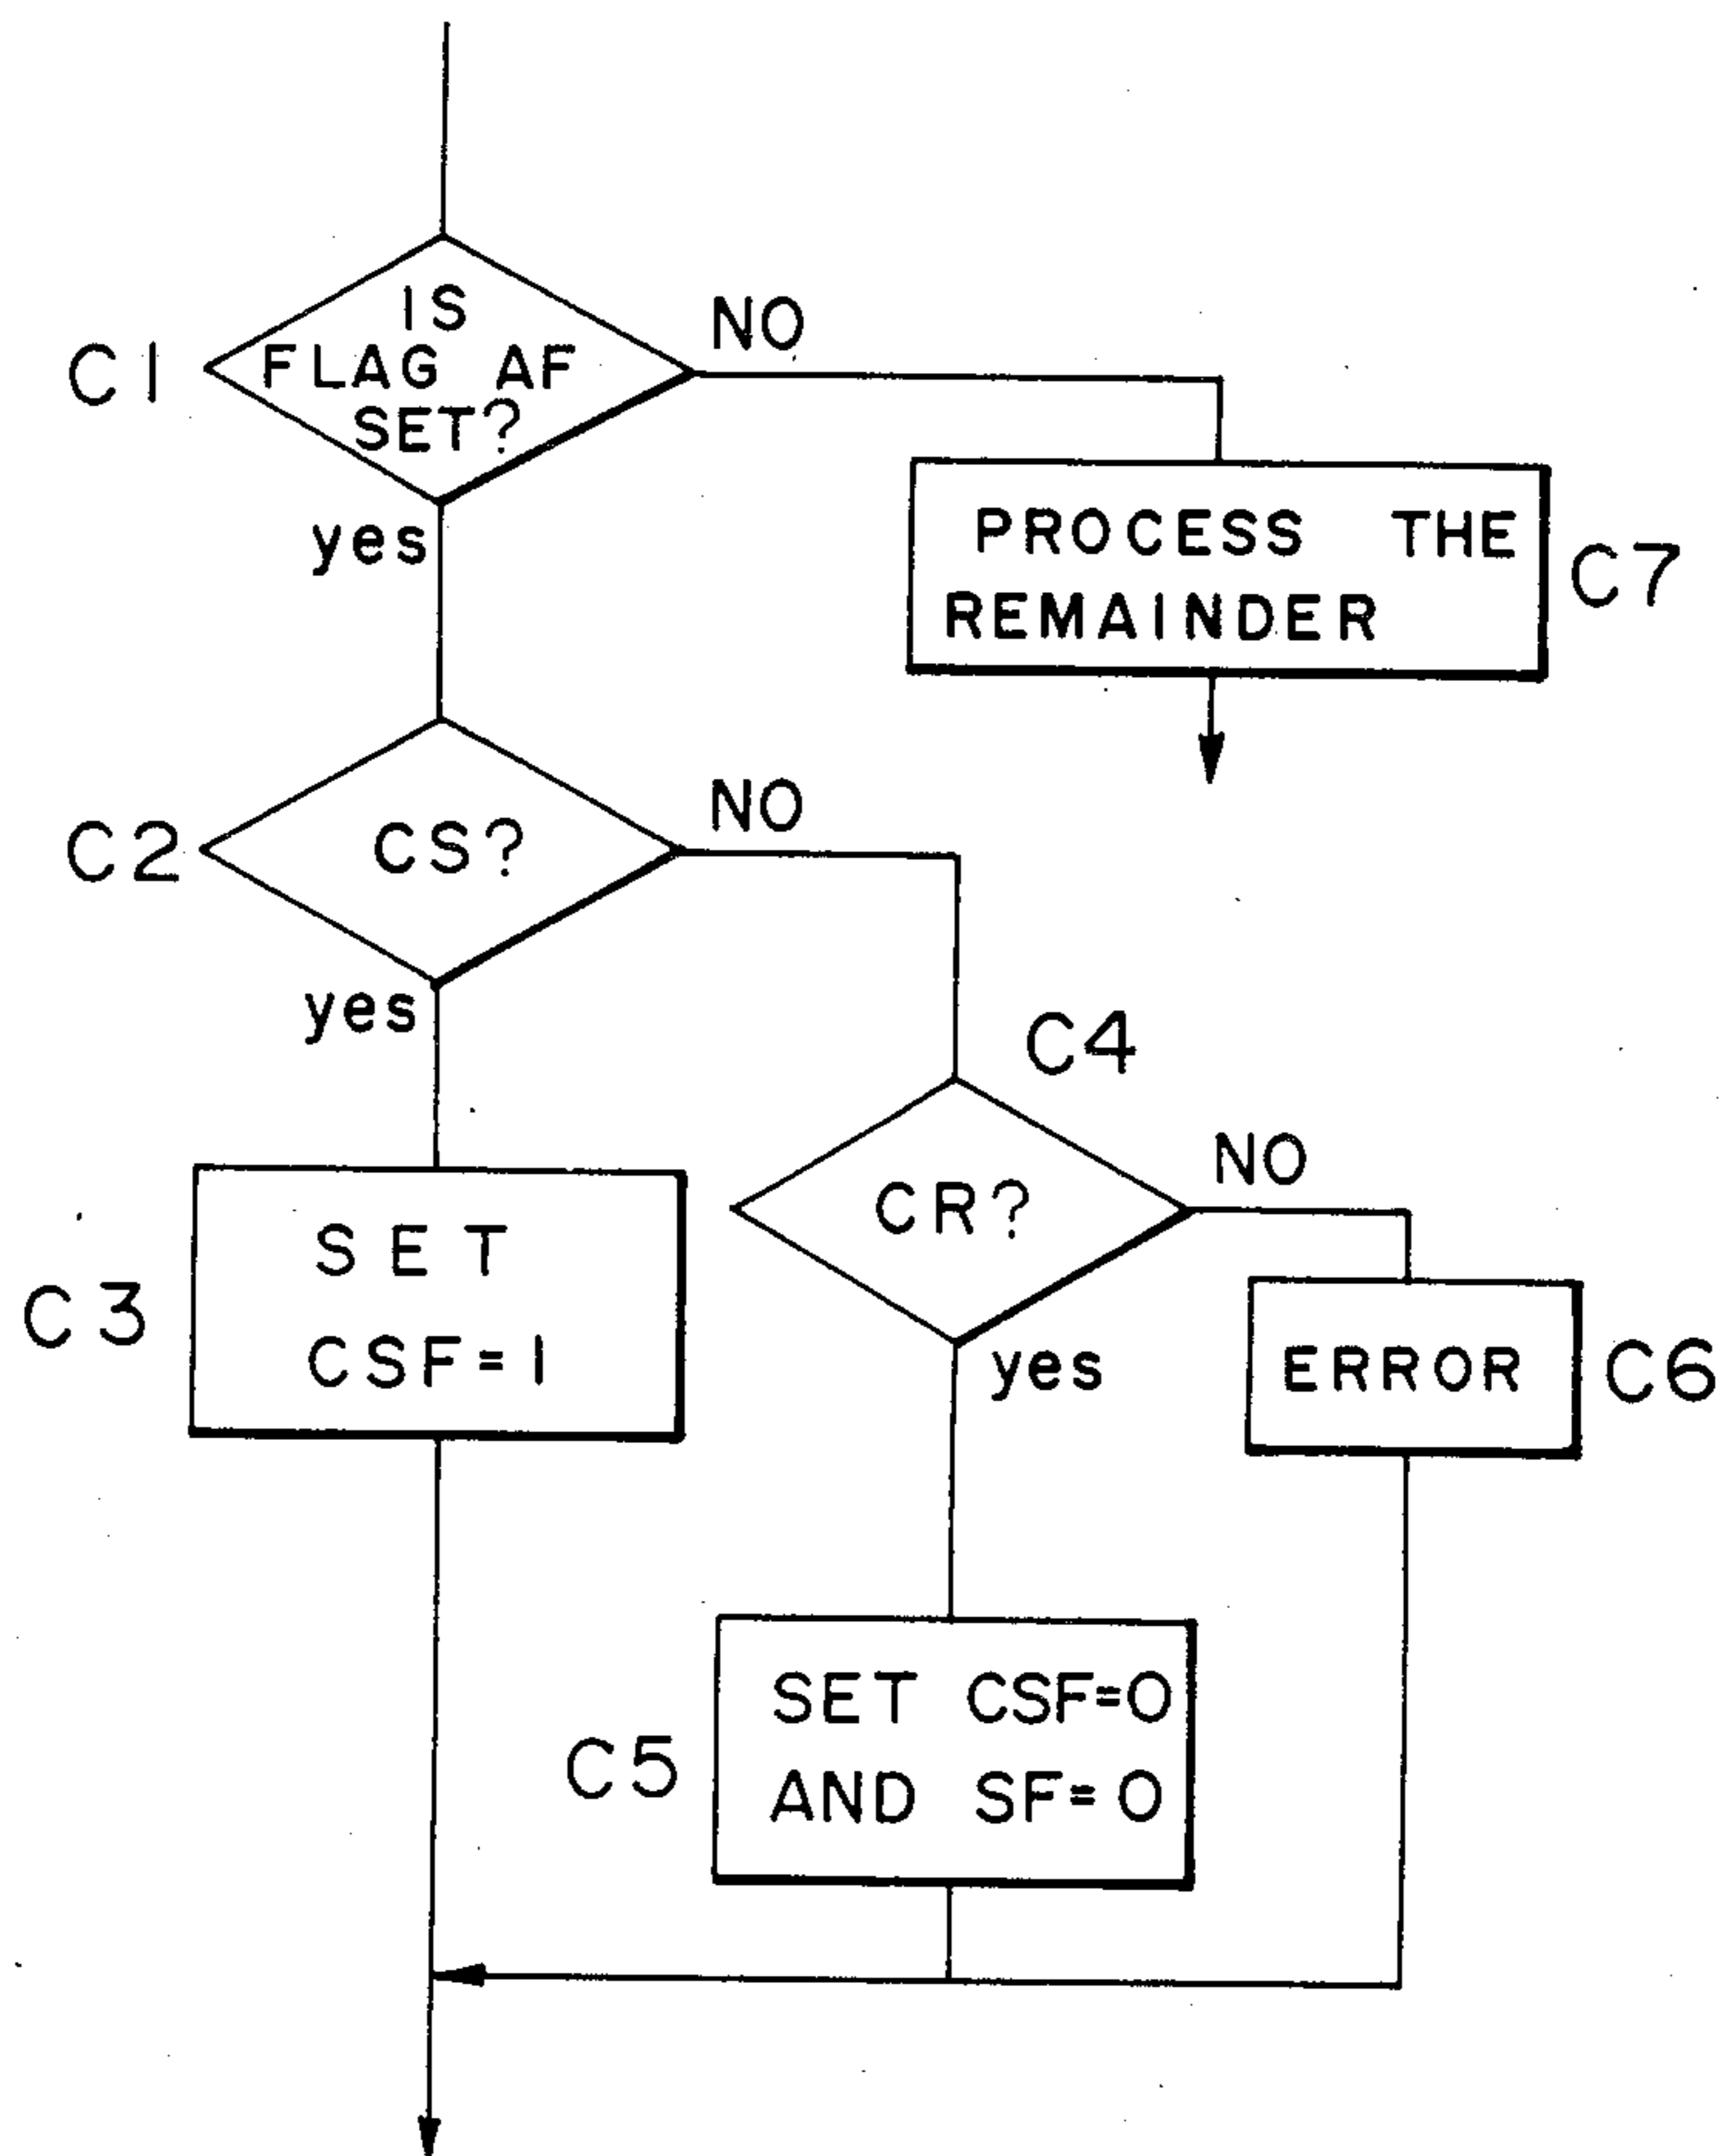 IS
FLAG AF
SET?
C1
NO
yes
PROCESS THE
REMAINDER
C7
C2
CS?
NO
yes
C4
CR?
NO
yes
C3
SET
CSF=1
ERROR
C6
C5
SET CSF=0
AND SF=0